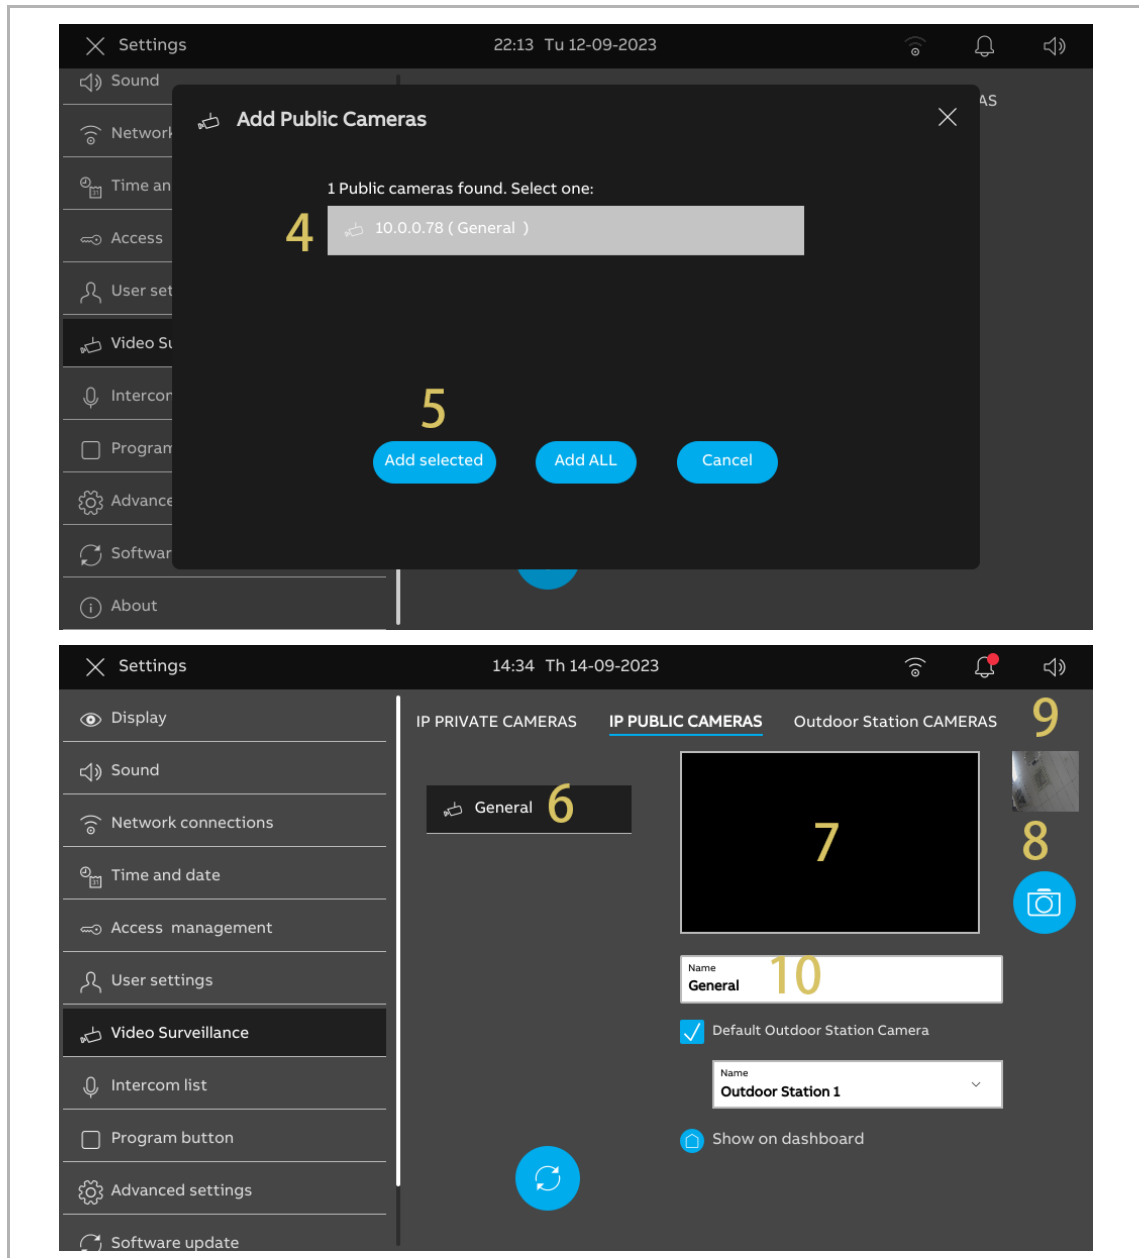 Settings
22:13 Tu 12-09-2023
Sound
AS
Add Public Cameras
Network
Time an
1 Public cameras found. Select one:
4
10.0.0.78 ( General )
Access
User set
Video Su
Intercor
5
Program
Add selected
Add ALL
Cancel
Advance
Softwar
About
Settings
14:34 Th 14-09-2023
Display
IP PRIVATE CAMERAS
IP PUBLIC CAMERAS
Outdoor Station CAMERAS
9
Sound
General
6
Network connections
7
8
Time and date
Access management
Name
General
10
User settings
Video Surveillance
Default Outdoor Station Camera
Name
Outdoor Station 1
Intercom list
Program button
Show on dashboard
Advanced settings
Software update